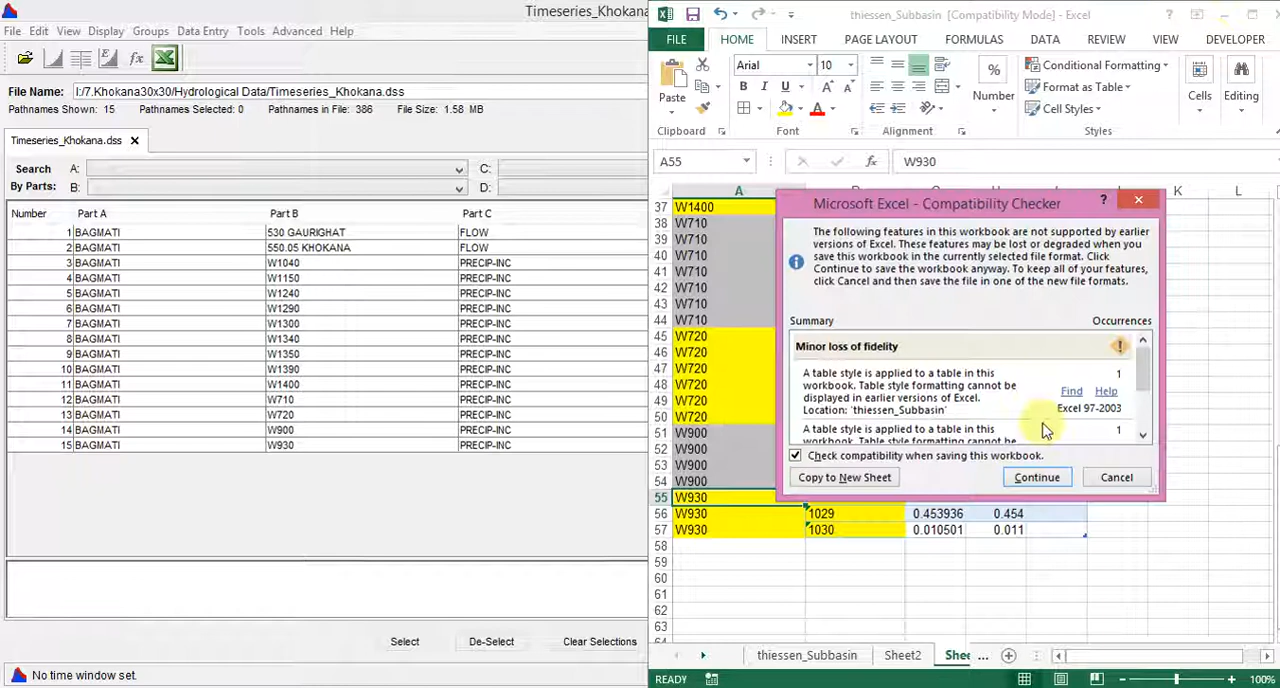 Timeseries_Khokana
File Edit View Display Groups Data Entry Tools Advanced Help
fx
File Name: I:/7.Khokana30x30/Hydrological Data/Timeseries_Khokana.dss
Pathnames Shown: 15 Pathnames Selected: 0 Pathnames in File: 386 File Size: 1.58 MB
Timeseries_Khokana.dss
Search A: C:
By Parts: B: D:
Number Part A Part B Part C
1 BAGMATI 530 GAURIGHAT FLOW
2 BAGMATI 550.05 KHOKANA FLOW
3 BAGMATI W1040 PRECIP-INC
4 BAGMATI W1150 PRECIP-INC
5 BAGMATI W1240 PRECIP-INC
6 BAGMATI W1290 PRECIP-INC
7 BAGMATI W1300 PRECIP-INC
8 BAGMATI W1340 PRECIP-INC
9 BAGMATI W1350 PRECIP-INC
10 BAGMATI W1390 PRECIP-INC
11 BAGMATI W1400 PRECIP-INC
12 BAGMATI W710 PRECIP-INC
13 BAGMATI W720 PRECIP-INC
14 BAGMATI W900 PRECIP-INC
15 BAGMATI W930 PRECIP-INC
Select De-Select Clear Selections
No time window set.
thiessen_Subbasin [Compatibility Mode] - Excel
FILE HOME INSERT PAGE LAYOUT FORMULAS DATA REVIEW VIEW DEVELOPER
Paste Arial 10 Number Conditional Formatting Cells Editing
B I U A A Format as Table
A Cell Styles
Clipboard Font Alignment Styles
A55 fx W930
A K L
37 W1400
38 W710
39 W710
40 W710
41 W710
42 W710
43 W710
44 W710
45 W720
46 W720
47 W720
48 W720
49 W720
50 W720
51 W900
52 W900
53 W900
54 W900
55 W930
56 W930 1029 0.453936 0.454
57 W930 1030 0.010501 0.011
58
59
60
61
62
63
Microsoft Excel - Compatibility Checker
The following features in this workbook are not supported by earlier
versions of Excel. These features may be lost or degraded when you
save this workbook in the currently selected file format. Click
Continue to save the workbook anyway. To keep all of your features,
click Cancel and then save the file in one of the new file formats.
Summary Occurrences
Minor loss of fidelity
A table style is applied to a table in this 1
workbook. Table style formatting cannot be Find Help
displayed in earlier versions of Excel. Excel 97-2003
Location: 'thiessen_Subbasin'
A table style is applied to a table in this 1
workbook. Table style formatting cannot be
Check compatibility when saving this workbook.
Copy to New Sheet Continue Cancel
thiessen_Subbasin Sheet2 Shee ...
READY 100%